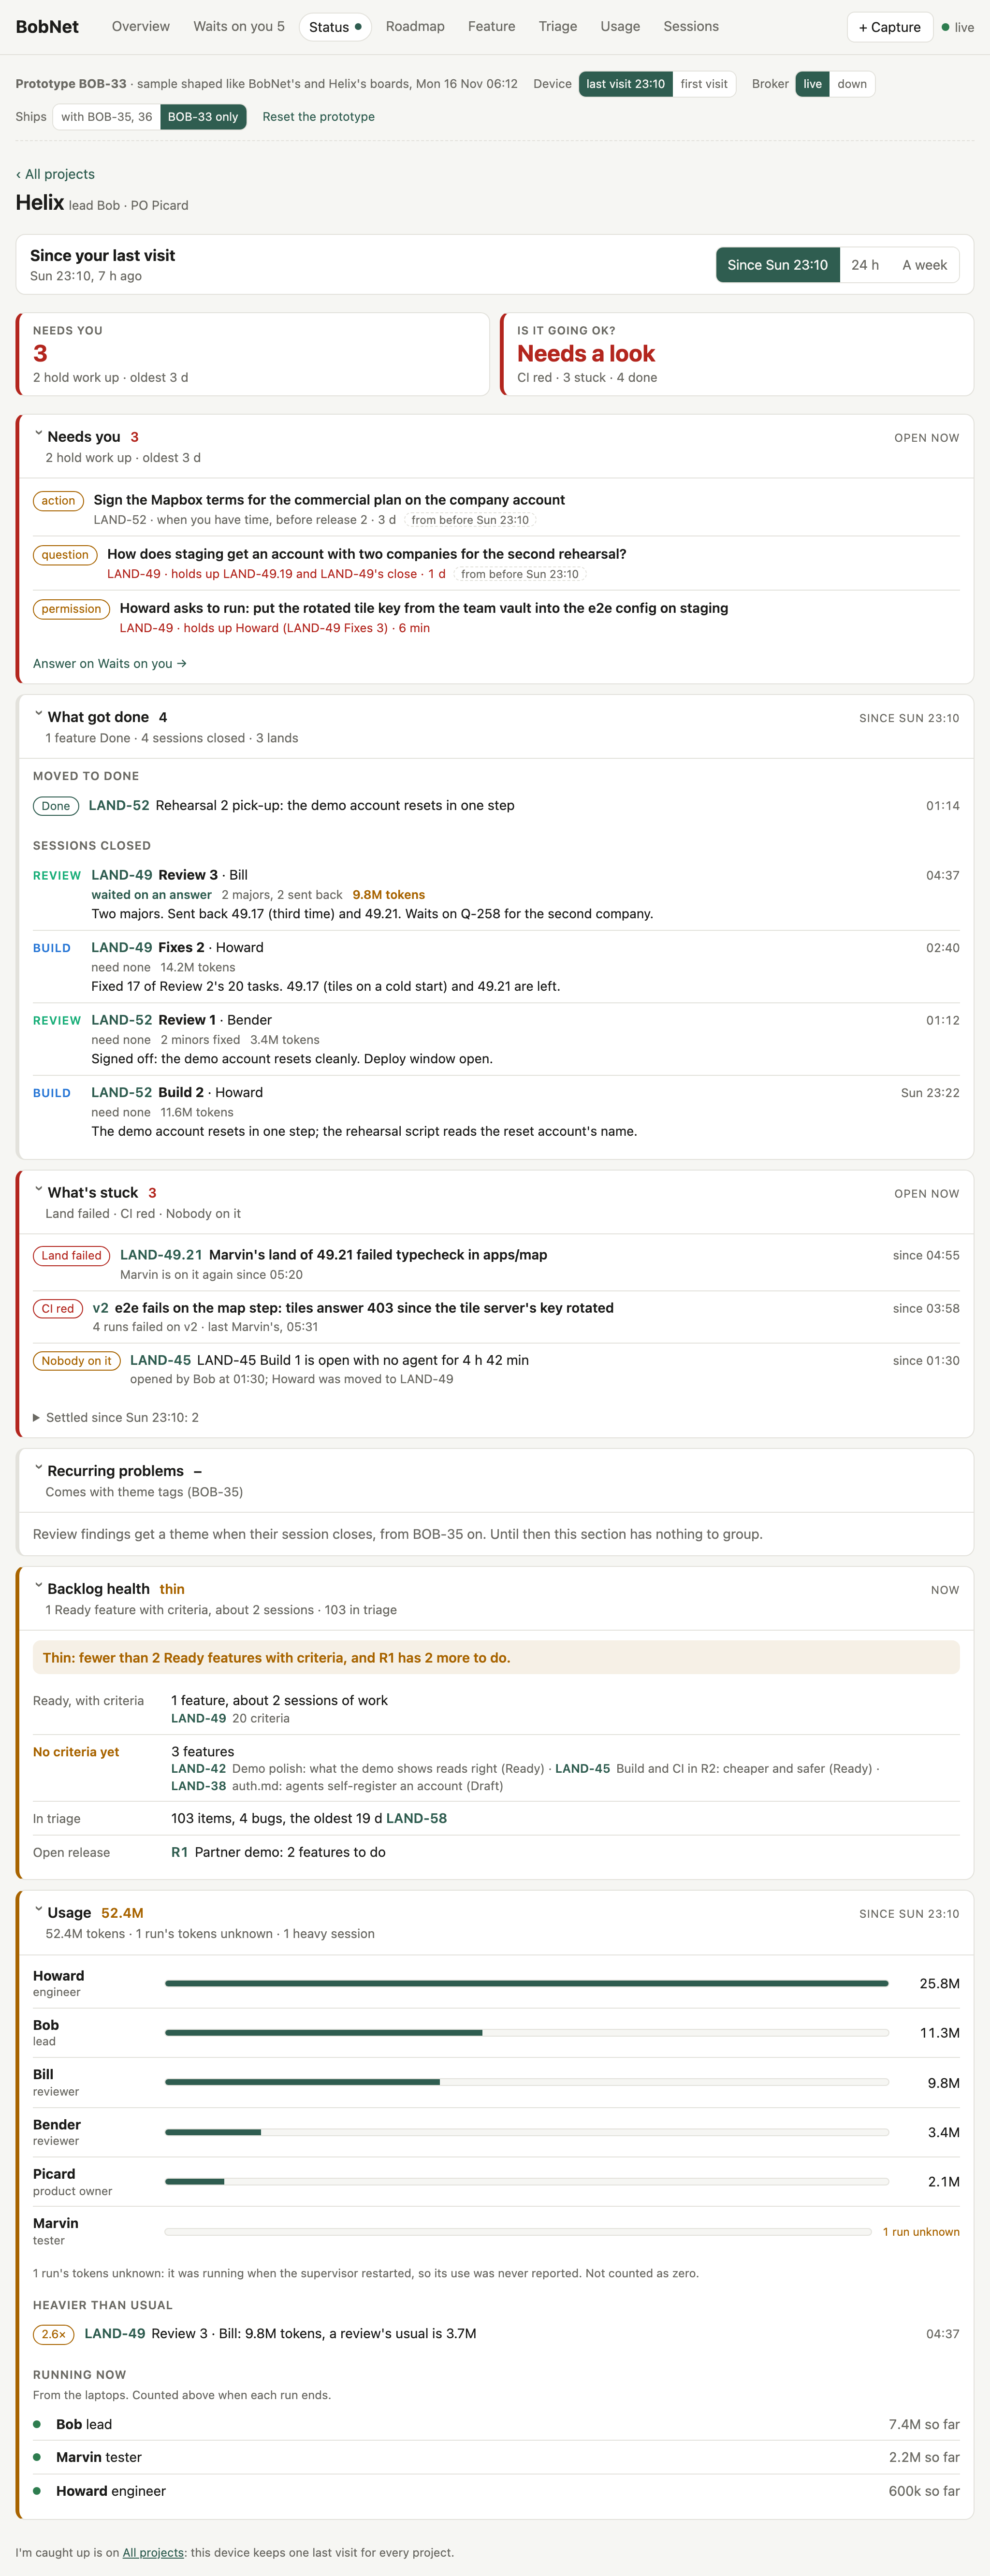 BobNet Overview Waits on you 5 Status Roadmap Feature Triage Usage Sessions + Capture live
Prototype BOB-33 · sample shaped like BobNet's and Helix's boards, Mon 16 Nov 06:12 Device last visit 23:10 first visit Broker live down
Ships with BOB-35, 36 BOB-33 only Reset the prototype
‹ All projects
Helix lead Bob · PO Picard
Since your last visit
Sun 23:10, 7 h ago
Since Sun 23:10 24 h A week
NEEDS YOU
3
2 hold work up · oldest 3 d
IS IT GOING OK?
Needs a look
CI red · 3 stuck · 4 done
Needs you 3 OPEN NOW
2 hold work up · oldest 3 d
action Sign the Mapbox terms for the commercial plan on the company account
LAND-52 · when you have time, before release 2 · 3 d from before Sun 23:10
question How does staging get an account with two companies for the second rehearsal?
LAND-49 · holds up LAND-49.19 and LAND-49's close · 1 d from before Sun 23:10
permission Howard asks to run: put the rotated tile key from the team vault into the e2e config on staging
LAND-49 · holds up Howard (LAND-49 Fixes 3) · 6 min
Answer on Waits on you →
What got done 4 SINCE SUN 23:10
1 feature Done · 4 sessions closed · 3 lands
MOVED TO DONE
Done LAND-52 Rehearsal 2 pick-up: the demo account resets in one step 01:14
SESSIONS CLOSED
REVIEW LAND-49 Review 3 · Bill 04:37
waited on an answer 2 majors, 2 sent back 9.8M tokens
Two majors. Sent back 49.17 (third time) and 49.21. Waits on Q-258 for the second company.
BUILD LAND-49 Fixes 2 · Howard 02:40
need none 14.2M tokens
Fixed 17 of Review 2's 20 tasks. 49.17 (tiles on a cold start) and 49.21 are left.
REVIEW LAND-52 Review 1 · Bender 01:12
need none 2 minors fixed 3.4M tokens
Signed off: the demo account resets cleanly. Deploy window open.
BUILD LAND-52 Build 2 · Howard Sun 23:22
need none 11.6M tokens
The demo account resets in one step; the rehearsal script reads the reset account's name.
What's stuck 3 OPEN NOW
Land failed · CI red · Nobody on it
Land failed LAND-49.21 Marvin's land of 49.21 failed typecheck in apps/map since 04:55
Marvin is on it again since 05:20
CI red v2 e2e fails on the map step: tiles answer 403 since the tile server's key rotated since 03:58
4 runs failed on v2 · last Marvin's, 05:31
Nobody on it LAND-45 LAND-45 Build 1 is open with no agent for 4 h 42 min since 01:30
opened by Bob at 01:30; Howard was moved to LAND-49
▶ Settled since Sun 23:10: 2
Recurring problems –
Comes with theme tags (BOB-35)
Review findings get a theme when their session closes, from BOB-35 on. Until then this section has nothing to group.
Backlog health thin NOW
1 Ready feature with criteria, about 2 sessions · 103 in triage
Thin: fewer than 2 Ready features with criteria, and R1 has 2 more to do.
Ready, with criteria 1 feature, about 2 sessions of work
LAND-49 20 criteria
No criteria yet 3 features
LAND-42 Demo polish: what the demo shows reads right (Ready) · LAND-45 Build and CI in R2: cheaper and safer (Ready) ·
LAND-38 auth.md: agents self-register an account (Draft)
In triage 103 items, 4 bugs, the oldest 19 d LAND-58
Open release R1 Partner demo: 2 features to do
Usage 52.4M SINCE SUN 23:10
52.4M tokens · 1 run's tokens unknown · 1 heavy session
Howard 25.8M
engineer
Bob 11.3M
lead
Bill 9.8M
reviewer
Bender 3.4M
reviewer
Picard 2.1M
product owner
Marvin 1 run unknown
tester
1 run's tokens unknown: it was running when the supervisor restarted, so its use was never reported. Not counted as zero.
HEAVIER THAN USUAL
2.6× LAND-49 Review 3 · Bill: 9.8M tokens, a review's usual is 3.7M 04:37
RUNNING NOW
From the laptops. Counted above when each run ends.
Bob lead 7.4M so far
Marvin tester 2.2M so far
Howard engineer 600k so far
I'm caught up is on All projects: this device keeps one last visit for every project.